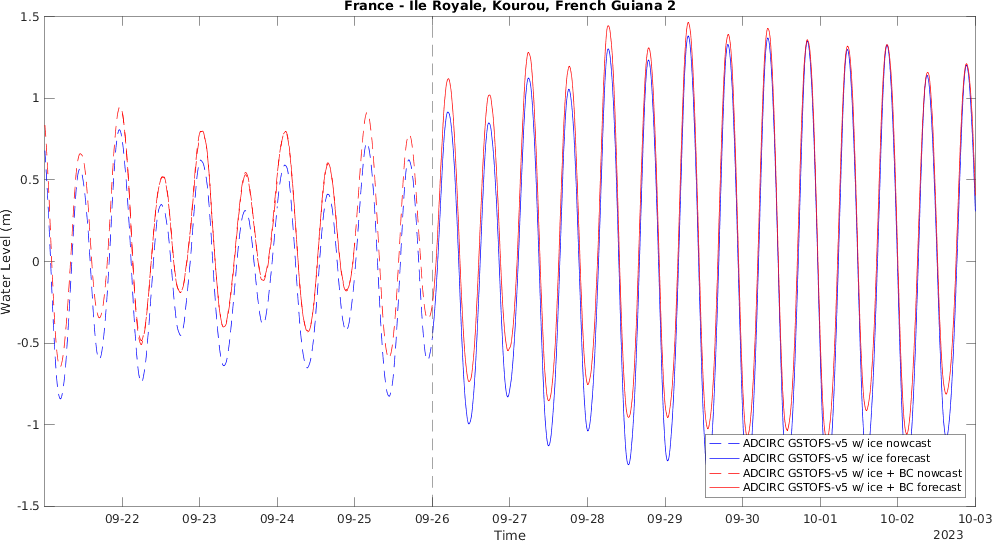 France - Ile Royale, Kourou, French Guiana 2
1.5
1
0.5
0
-0.5
-1
-1.5
Water Level (m)
ADCIRC GSTOFS-v5 w/ ice nowcast
ADCIRC GSTOFS-v5 w/ ice forecast
ADCIRC GSTOFS-v5 w/ ice + BC nowcast
ADCIRC GSTOFS-v5 w/ ice + BC forecast
09-22 09-23 09-24 09-25 09-26 09-27 09-28 09-29 09-30 10-01 10-02 10-03
Time
2023